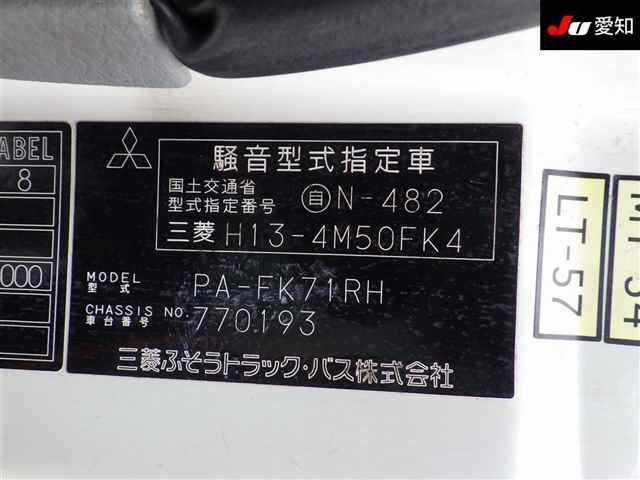 JU 愛知
ABEL
8
000
騒音型式指定車
国土交通省
型式指定番号 自 N-482
三菱 H13-4M50FK4
MODEL
型式 PA-FK71RH
CHASSIS NO.
車台番号 770193
三菱ふそうトラック・バス株式会社
LT-57